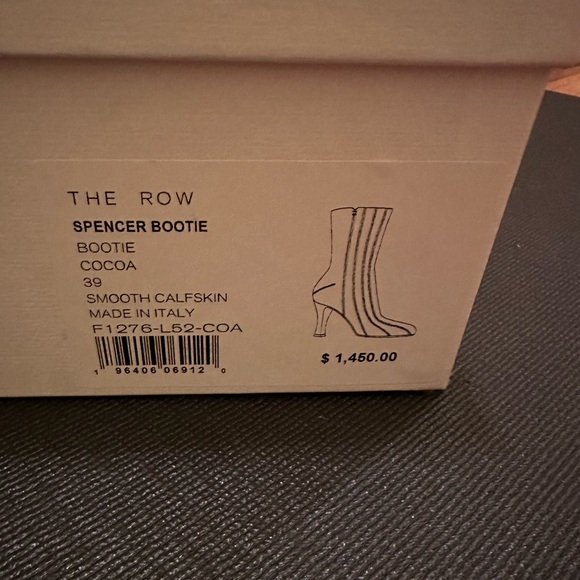 THE ROW
SPENCER BOOTIE
BOOTIE
COCOA
39
SMOOTH CALFSKIN
MADE IN ITALY
F1276-L52-COA
1 96406 06912 0
$ 1,450.00